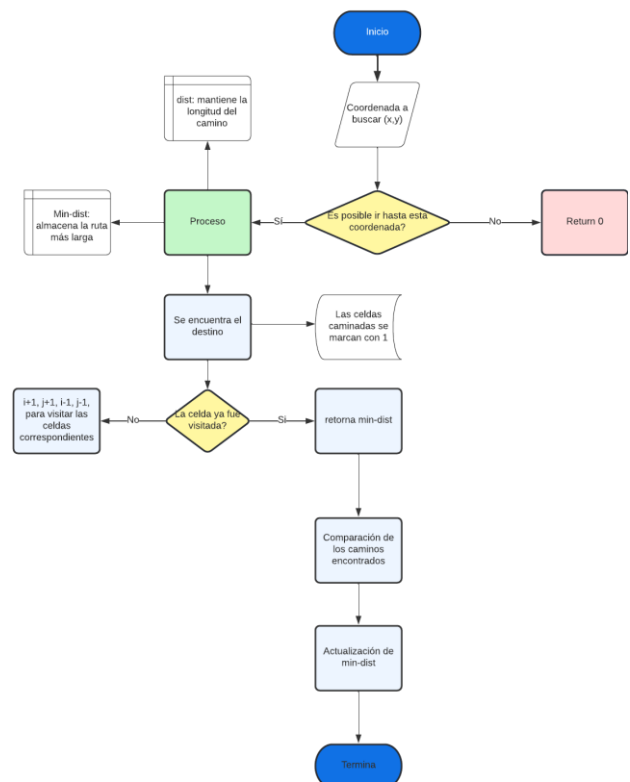 Inicio
dist: mantiene la
longitud del
camino
Coordenada a
buscar (x,y)
Min-dist:
almacena la ruta
más larga
Proceso
Sí
Es posible ir hasta esta
coordenada?
No
Return 0
Se encuentra el
destino
Las celdas
caminadas se
marcan con 1
i+1, j+1, i-1, j-1,
para visitar las
celdas
correspondientes
No
La celda ya fue
visitada?
Si
retorna min-dist
Comparación de
los caminos
encontrados
Actualización de
min-dist
Termina